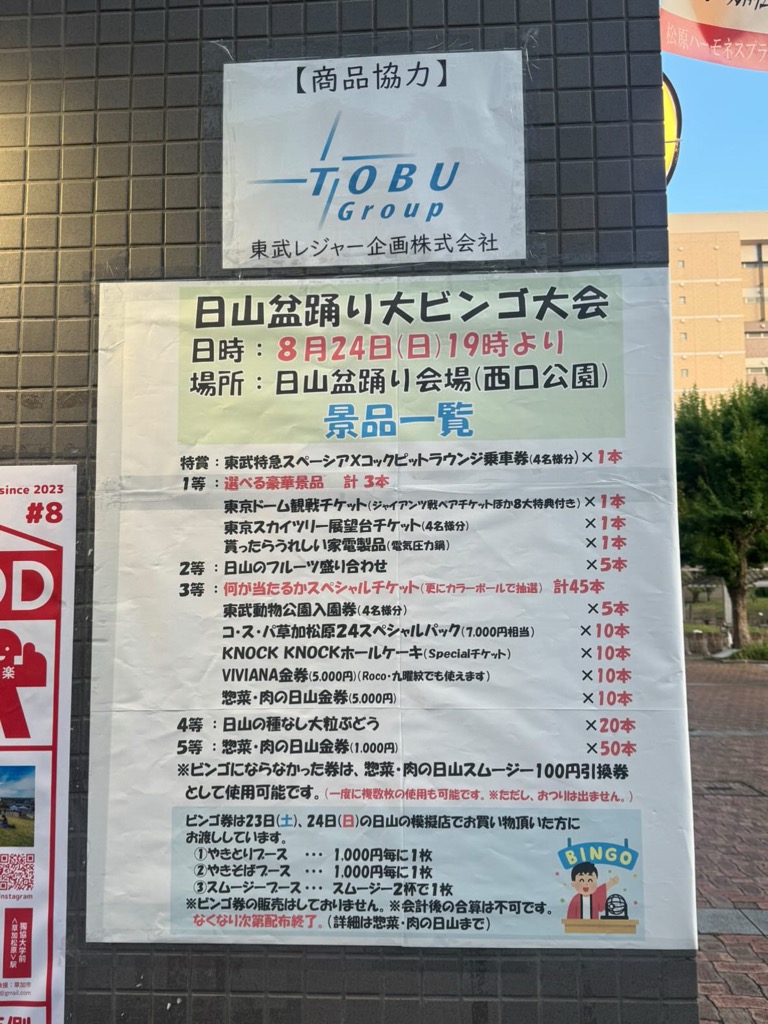 【商品協力】
TOBU
Group
東武レジャー企画株式会社
日山盆踊り大ビンゴ大会
日時：8月24日(日)19時より
場所：日山盆踊り会場(西口公園)
景品一覧
特賞：東武特急スペーシアXコックピットラウンジ乗車券(4名様分)×1本
1等：選べる豪華景品 計3本
東京ドーム観戦チケット(ジャイアンツ戦ペアチケットほか8大特典付き)×1本
東京スカイツリー展望台チケット(4名様分) ×1本
貰ったらうれしい家電製品(電気圧力鍋) ×1本
2等：日山のフルーツ盛り合わせ ×5本
3等：何が当たるかスペシャルチケット(更にカラーボールで抽選) 計45本
東武動物公園入園券(4名様分) ×5本
コ・ス・パ草加松原24スペシャルパック(7,000円相当) ×10本
KNOCK KNOCKホールケーキ(Specialチケット) ×10本
VIVIANA金券(5,000円)(Roco・九曜紋でも使えます) ×10本
惣菜・肉の日山金券(5,000円) ×10本
4等：日山の種なし大粒ぶどう ×20本
5等：惣菜・肉の日山金券(1,000円) ×50本
※ビンゴにならなかった券は、惣菜・肉の日山スムージー100円引換券
として使用可能です。(一度に複数枚の使用も可能です。※ただし、おつりは出ません。)
ビンゴ券は23日(土)、24日(日)の日山の模擬店でお買い物頂いた方に
お渡ししています。
①やきとりブース ･･･ 1,000円毎に1枚
②やきそばブース ･･･ 1,000円毎に1枚
③スムージーブース･･･ スムージー2杯で1枚
※ビンゴ券の販売はしておりません。※会計後の合算は不可です。
なくなり次第配布終了。(詳細は惣菜・肉の日山まで)
BINGO
since 2023
#8
OD
楽
Instagram
獨協大学前
<草加松原>駅
松原ハーモネスプラ